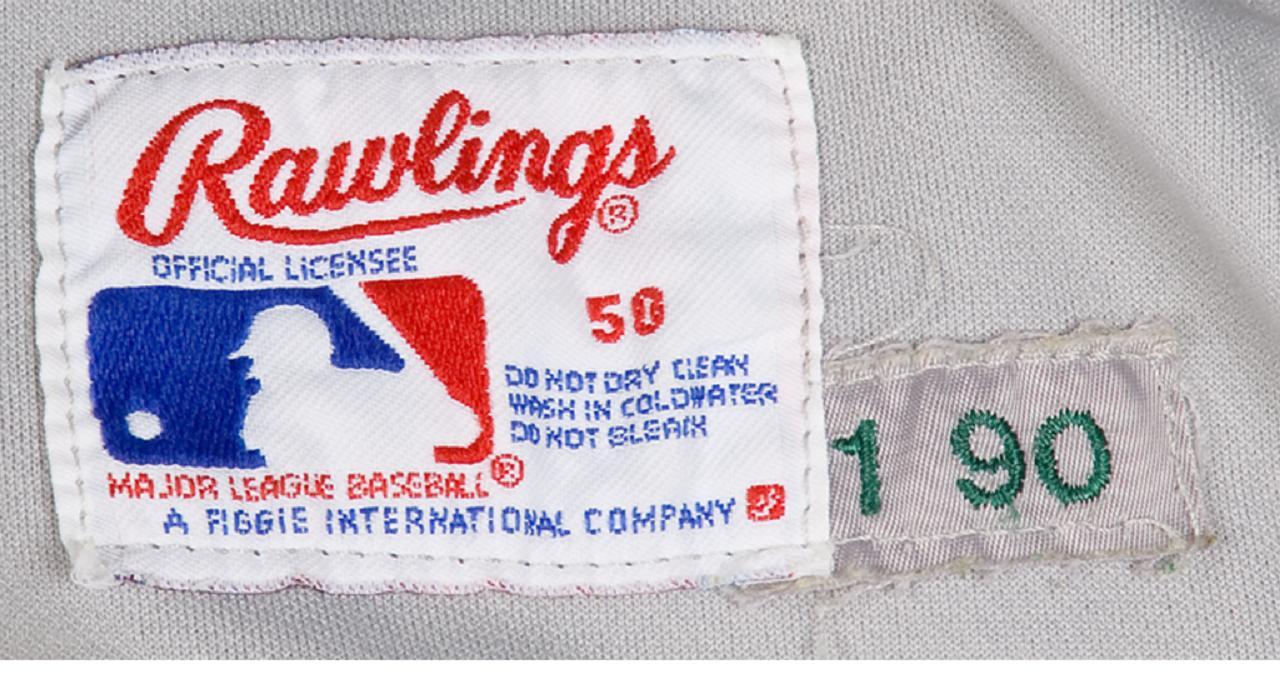 Rawlings®
OFFICIAL LICENSEE
50
DO NOT DRY CLEAN
WASH IN COLDWATER
DO NOT BLEACH
MAJOR LEAGUE BASEBALL®
A FIGGIE INTERNATIONAL COMPANY
1 90